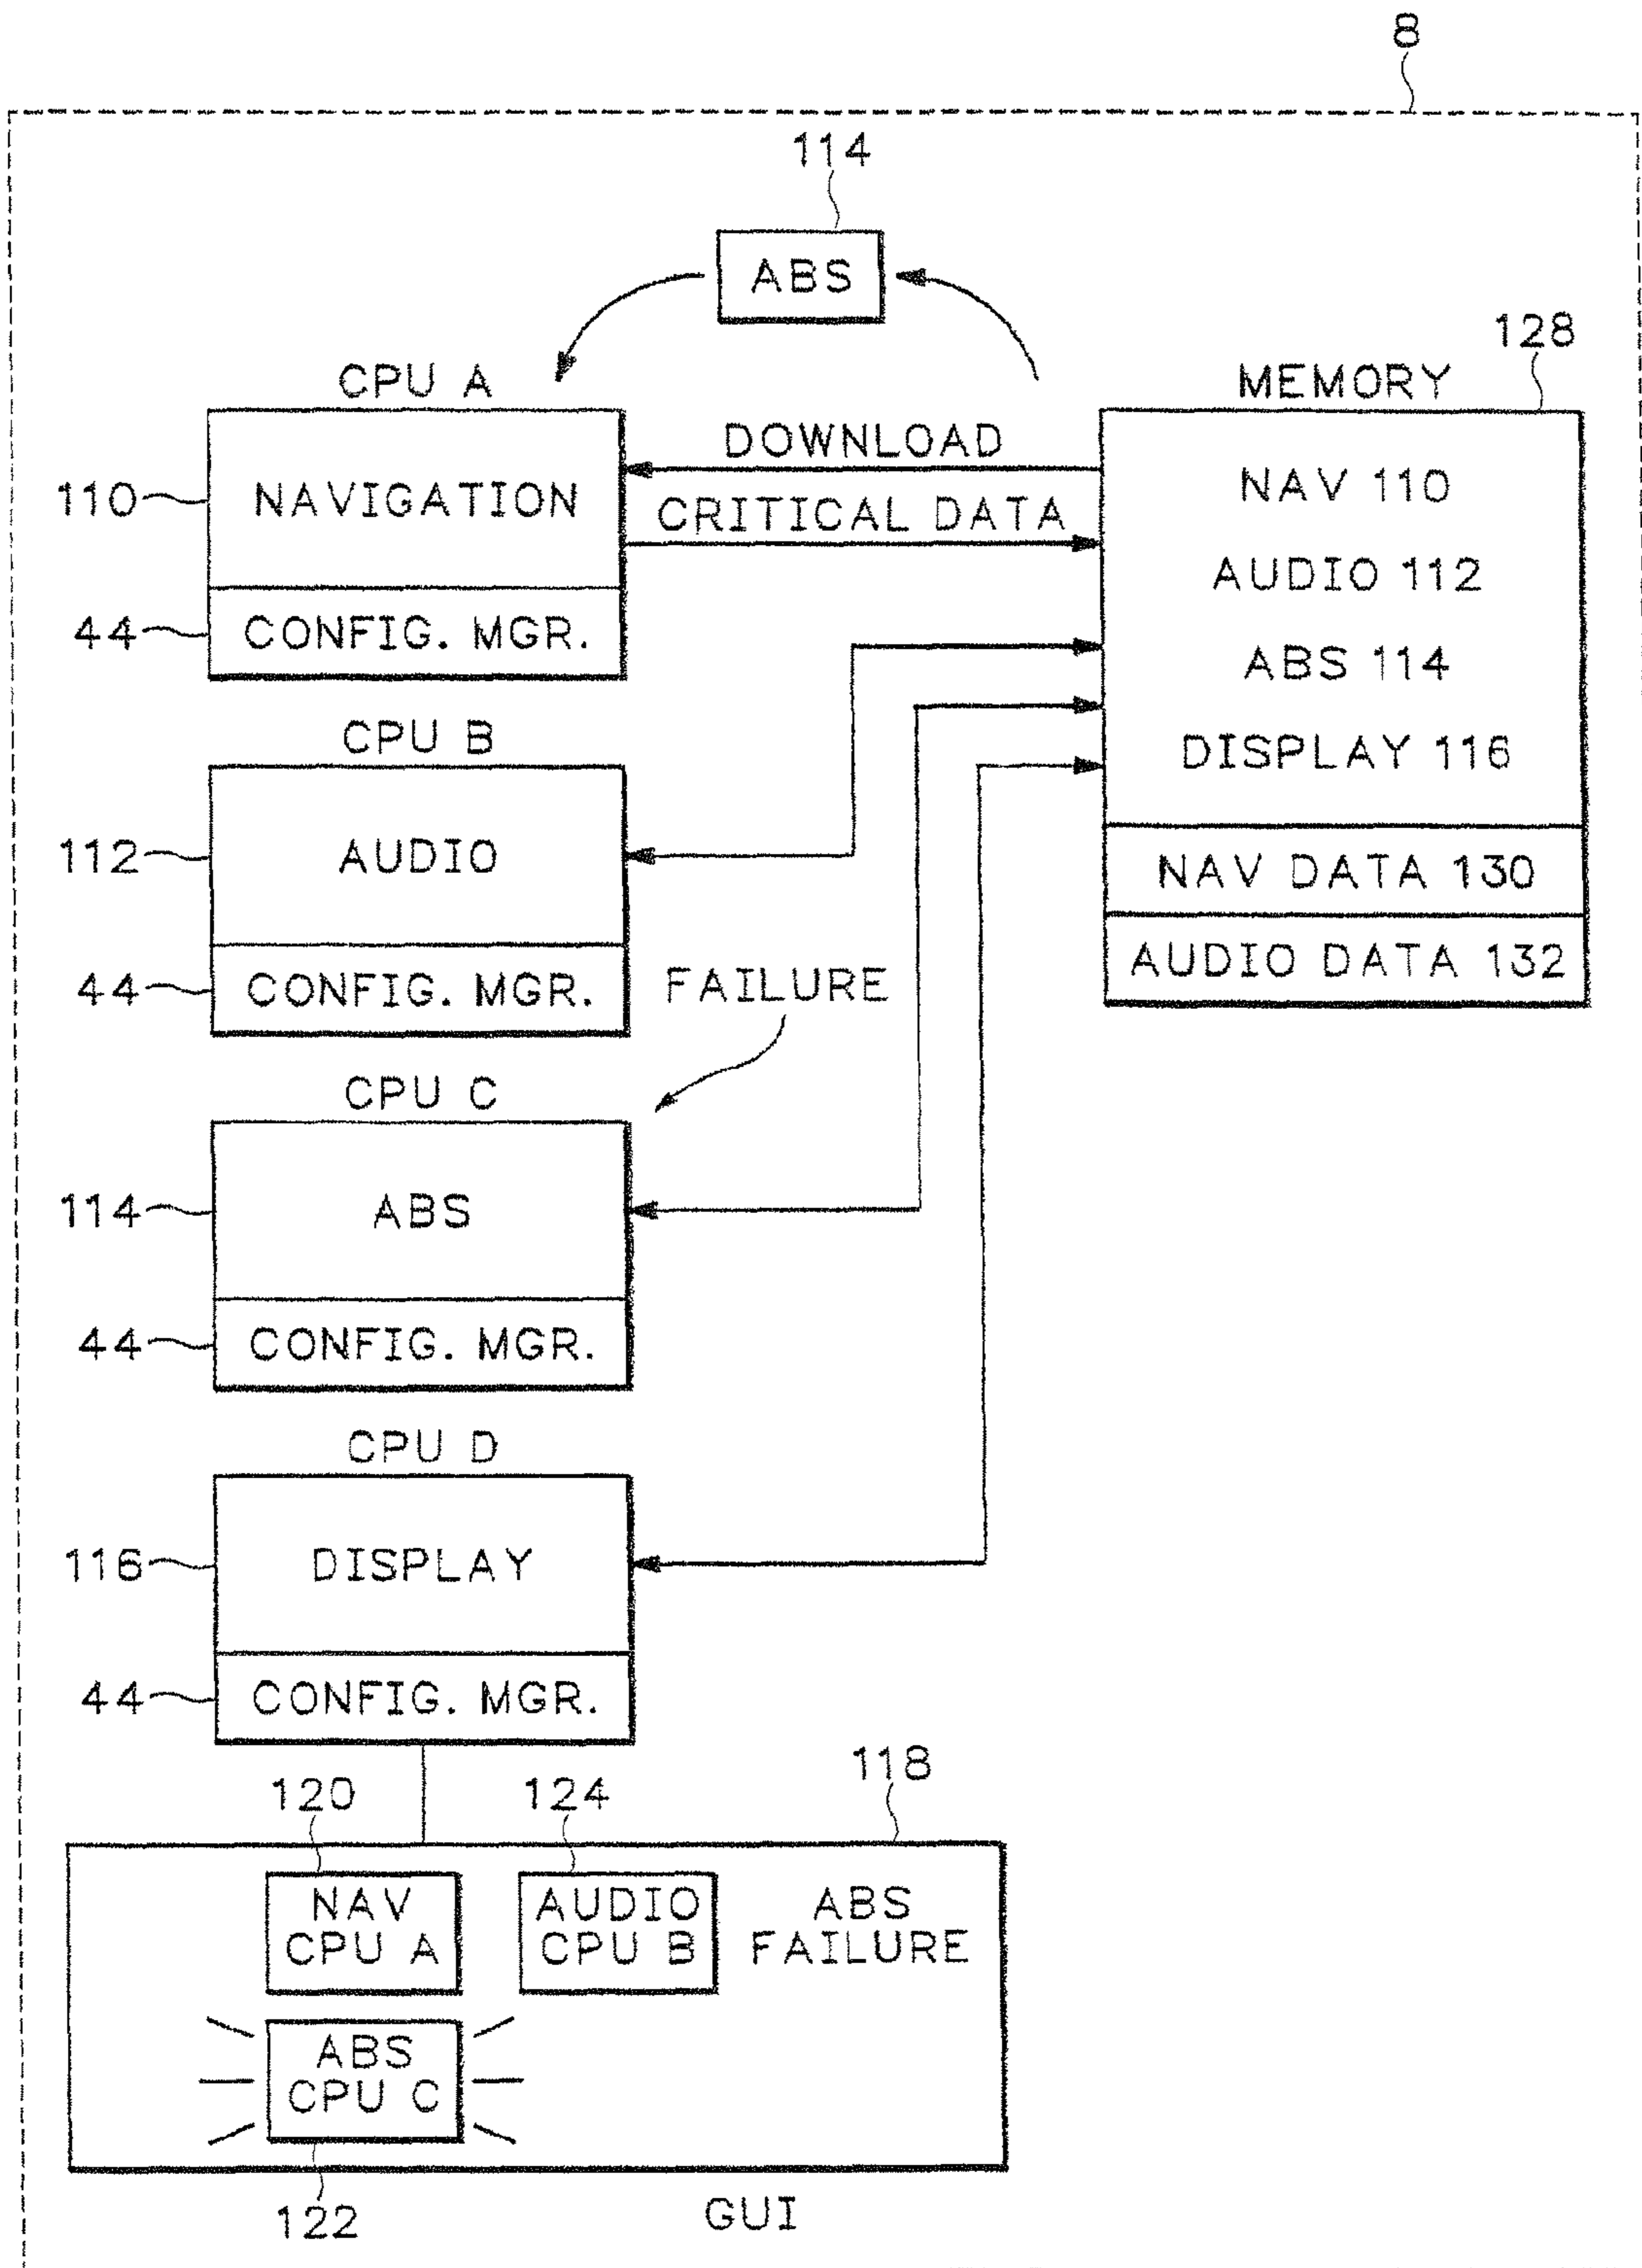 8
114
ABS
128
CPU A
MEMORY
DOWNLOAD
110
NAVIGATION
NAV 110
CRITICAL DATA
AUDIO 112
44
CONFIG. MGR.
ABS 114
CPU B
DISPLAY 116
112
AUDIO
NAV DATA 130
44
CONFIG. MGR.
FAILURE
AUDIO DATA 132
CPU C
114
ABS
44
CONFIG. MGR.
CPU D
116
DISPLAY
44
CONFIG. MGR.
118
120
124
NAV
CPU A
AUDIO
CPU B
ABS
FAILURE
ABS
CPU C
122
GUI